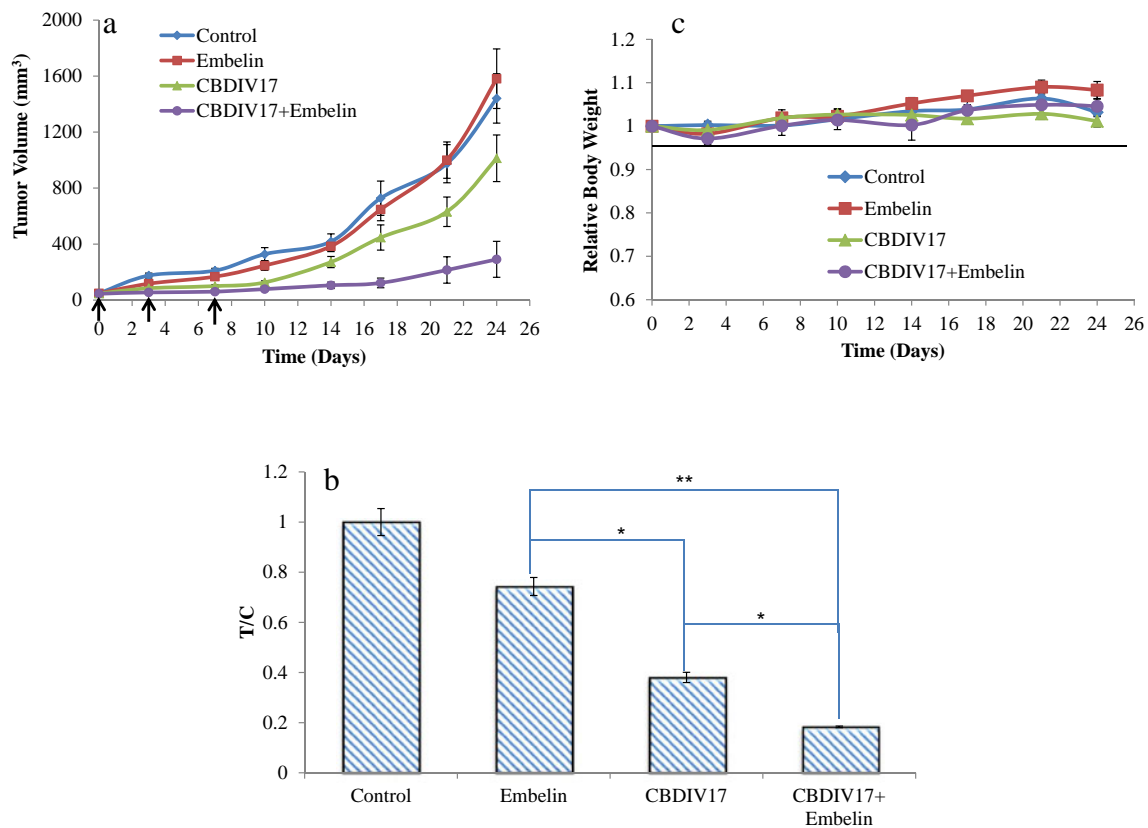 a
2000
1600
1200
800
400
0
Tumor Volume (mm³)
Control
Embelin
CBDIV17
CBDIV17+Embelin
0 2 4 6 8 10 12 14 16 18 20 22 24 26
Time (Days)
c
1.2
1.1
1
0.9
0.8
0.7
0.6
Relative Body Weight
Control
Embelin
CBDIV17
CBDIV17+Embelin
0 2 4 6 8 10 12 14 16 18 20 22 24 26
Time (Days)
b
1.2
1
0.8
0.6
0.4
0.2
0
T/C
**
*
*
Control Embelin CBDIV17 CBDIV17+
Embelin